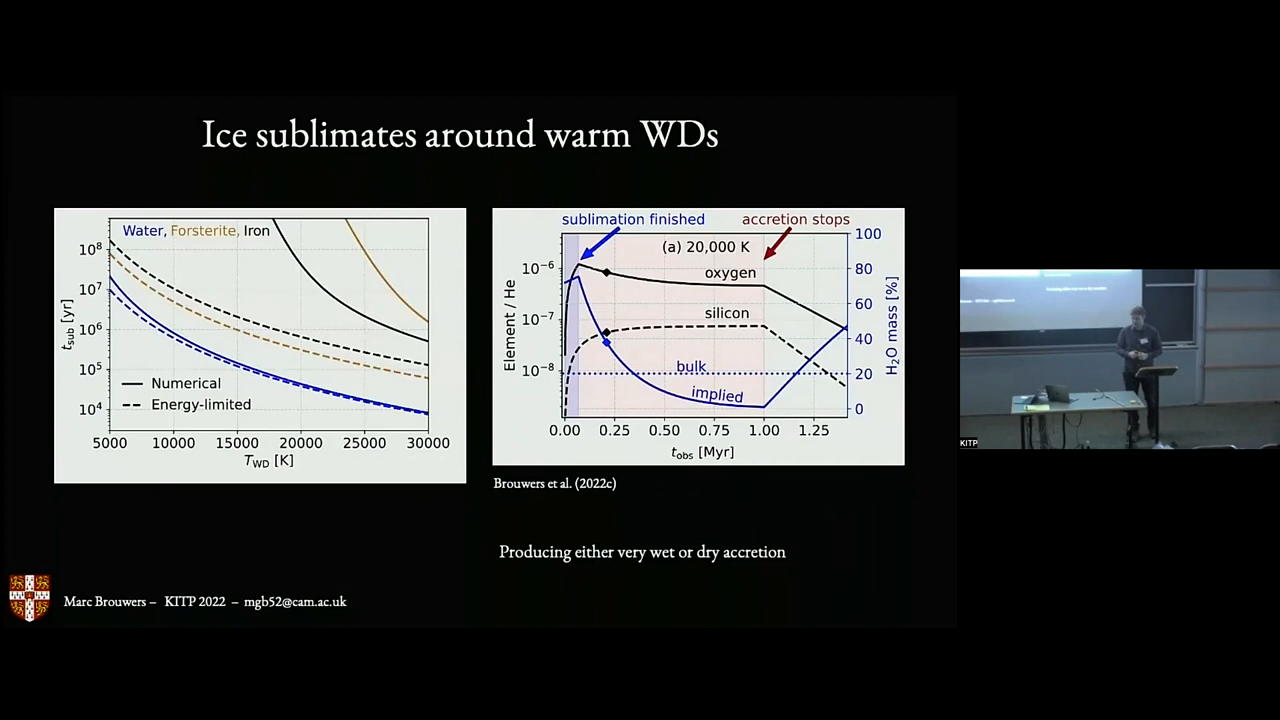 Ice sublimates around warm WDs
Water, Forsterite, Iron
10⁸
10⁷
10⁶
10⁵
10⁴
t_sub [yr]
Numerical
Energy-limited
5000 10000 15000 20000 25000 30000
T_WD [K]
sublimation finished
accretion stops
(a) 20,000 K
oxygen
silicon
bulk
implied
Element / He
10⁻⁶
10⁻⁷
10⁻⁸
100
80
60
40
20
0
H₂O mass [%]
0.00 0.25 0.50 0.75 1.00 1.25
t_obs [Myr]
Brouwers et al. (2022c)
Producing either very wet or dry accretion
Marc Brouwers – KITP 2022 – mgb52@cam.ac.uk
KITP